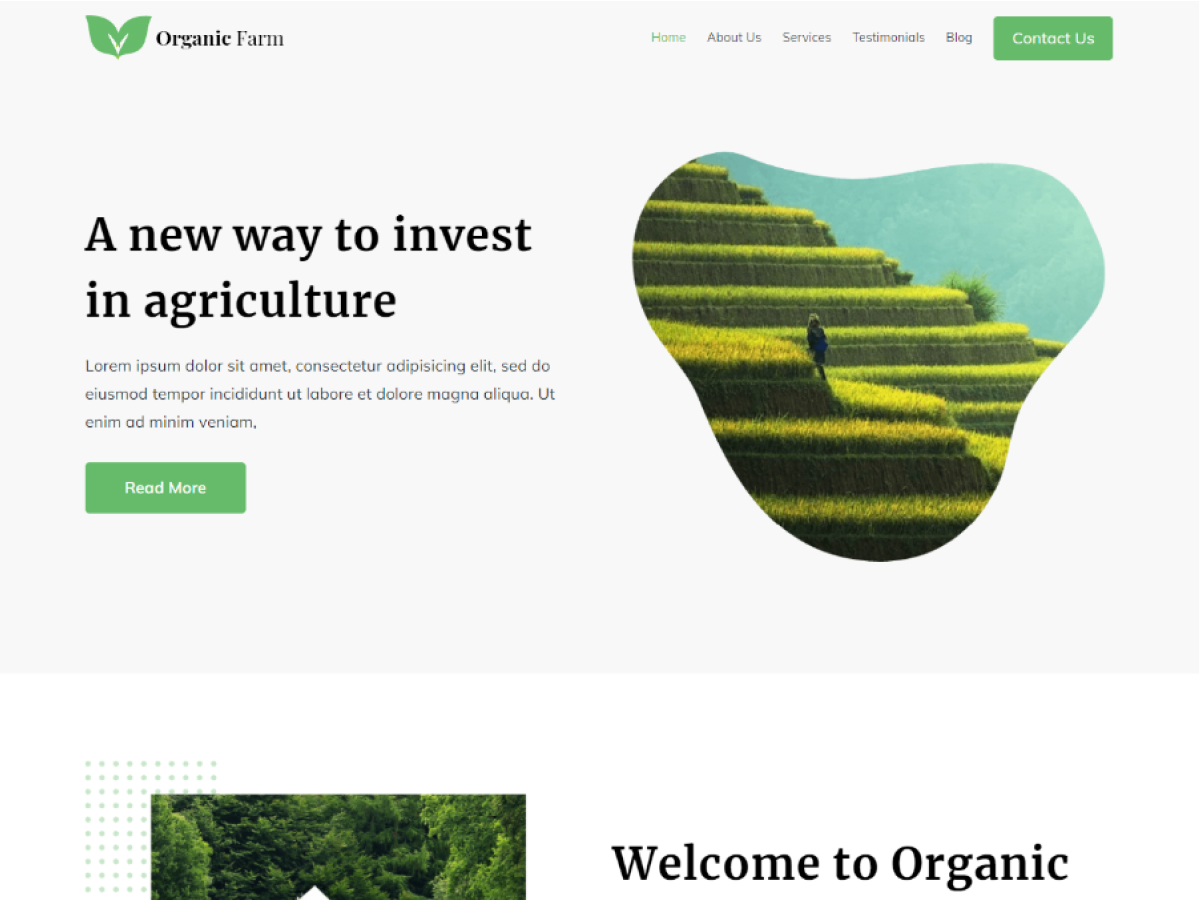 Organic Farm
Home About Us Services Testimonials Blog Contact Us
A new way to invest
in agriculture
Lorem ipsum dolor sit amet, consectetur adipisicing elit, sed do
eiusmod tempor incididunt ut labore et dolore magna aliqua. Ut
enim ad minim veniam,
Read More
Welcome to Organic